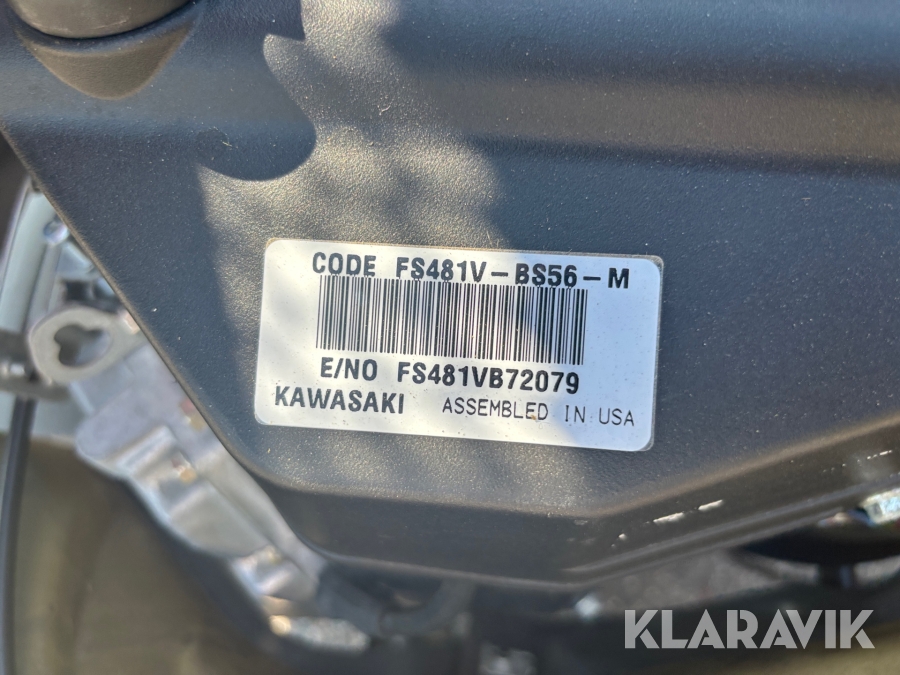 CODE FS481V-BS56-M
E/NO FS481VB72079
KAWASAKI ASSEMBLED IN USA
KLARAVIK